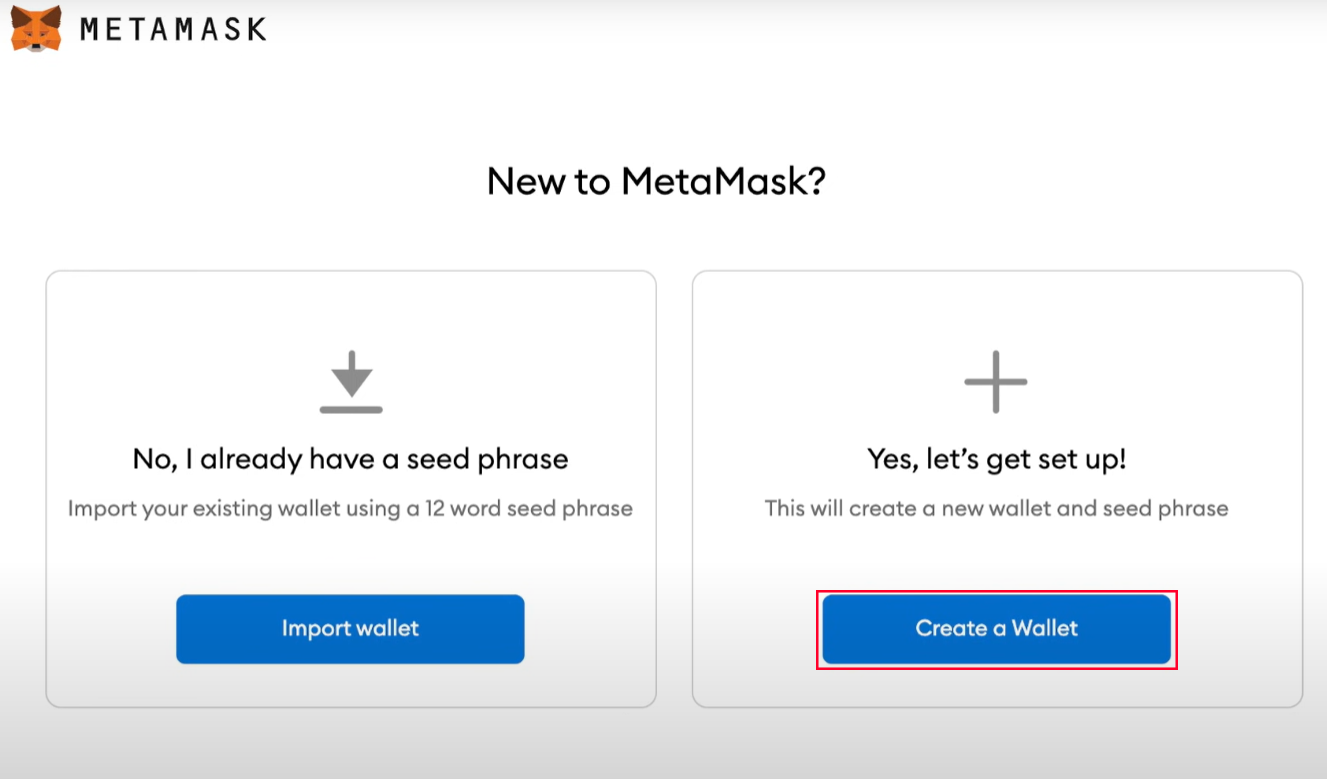 METAMASK
New to MetaMask?
No, I already have a seed phrase
Import your existing wallet using a 12 word seed phrase
Import wallet
Yes, let’s get set up!
This will create a new wallet and seed phrase
Create a Wallet